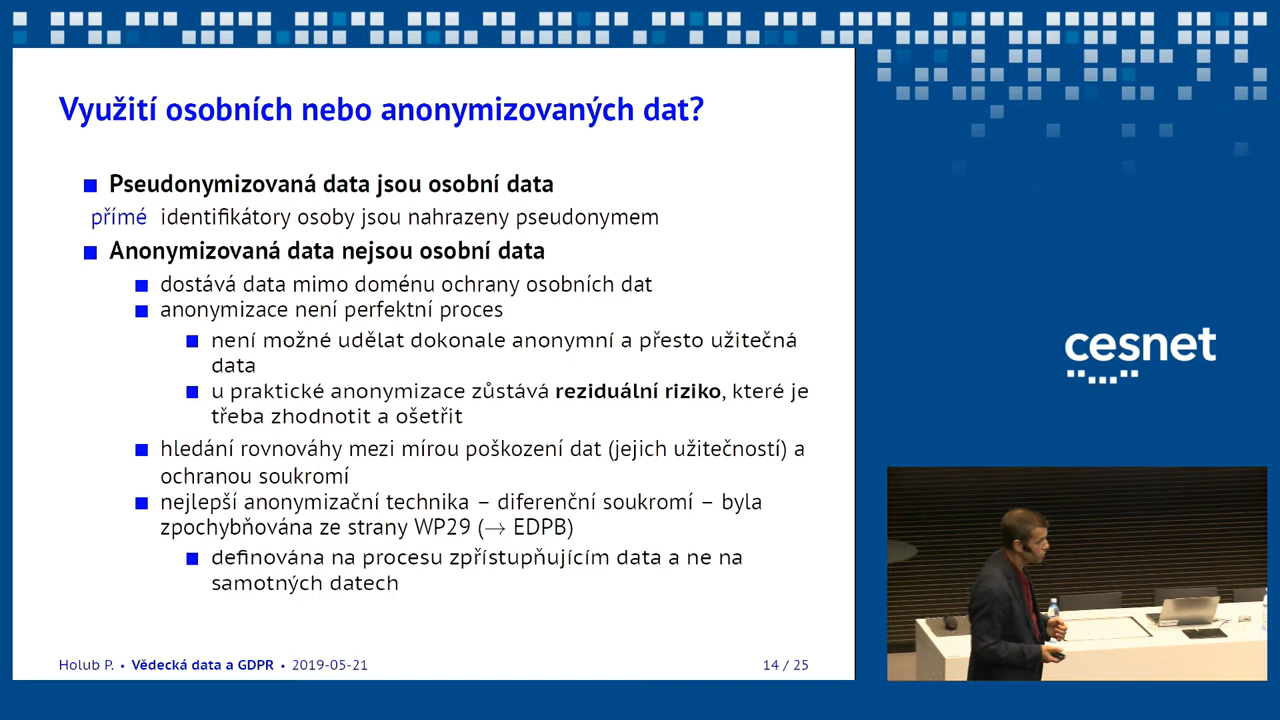 Využití osobních nebo anonymizovaných dat?
Pseudonymizovaná data jsou osobní data
přímé identifikátory osoby jsou nahrazeny pseudonymem
Anonymizovaná data nejsou osobní data
dostává data mimo doménu ochrany osobních dat
anonymizace není perfektní proces
není možné udělat dokonale anonymní a přesto užitečná
data
u praktické anonymizace zůstává reziduální riziko, které je
třeba zhodnotit a ošetřit
hledání rovnováhy mezi mírou poškození dat (jejich užitečností) a
ochranou soukromí
nejlepší anonymizační technika – diferenční soukromí – byla
zpochybňována ze strany WP29 (→ EDPB)
definována na procesu zpřístupňujícím data a ne na
samotných datech
Holub P. • Vědecká data a GDPR • 2019-05-21
14 / 25
cesnet